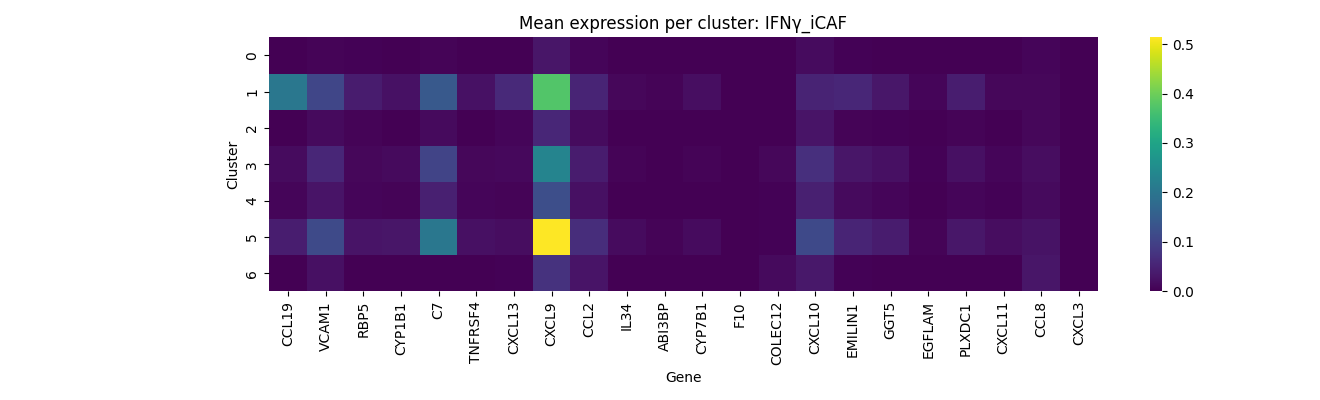 Mean expression per cluster: IFNγ_iCAF
Cluster
0
1
2
3
4
5
6
CCL19
VCAM1
RBP5
CYP1B1
C7
TNFRSF4
CXCL13
CXCL9
CCL2
IL34
ABI3BP
CYP7B1
F10
COLEC12
CXCL10
EMILIN1
GGT5
EGFLAM
PLXDC1
CXCL11
CCL8
CXCL3
Gene
0.5
0.4
0.3
0.2
0.1
0.0